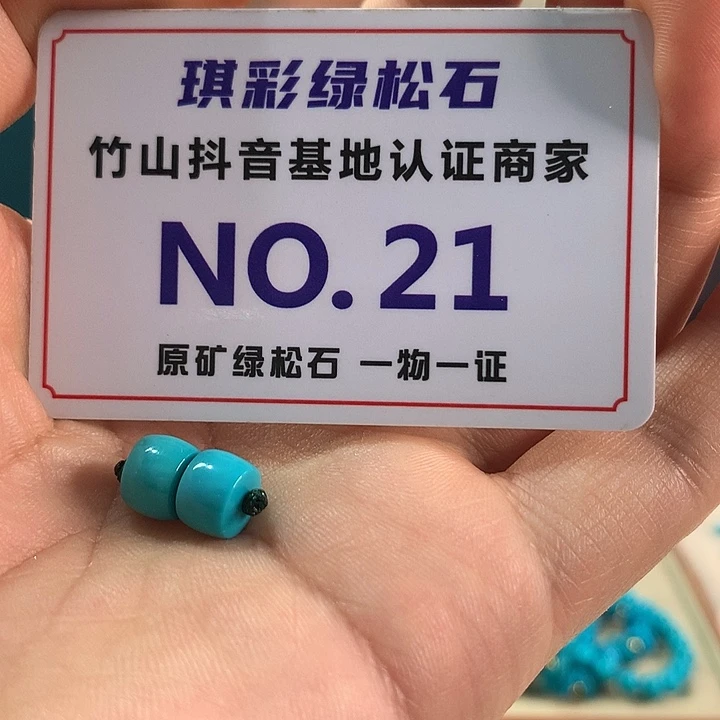 琪彩绿松石
竹山抖音基地认证商家
NO.21
原矿绿松石 一物一证